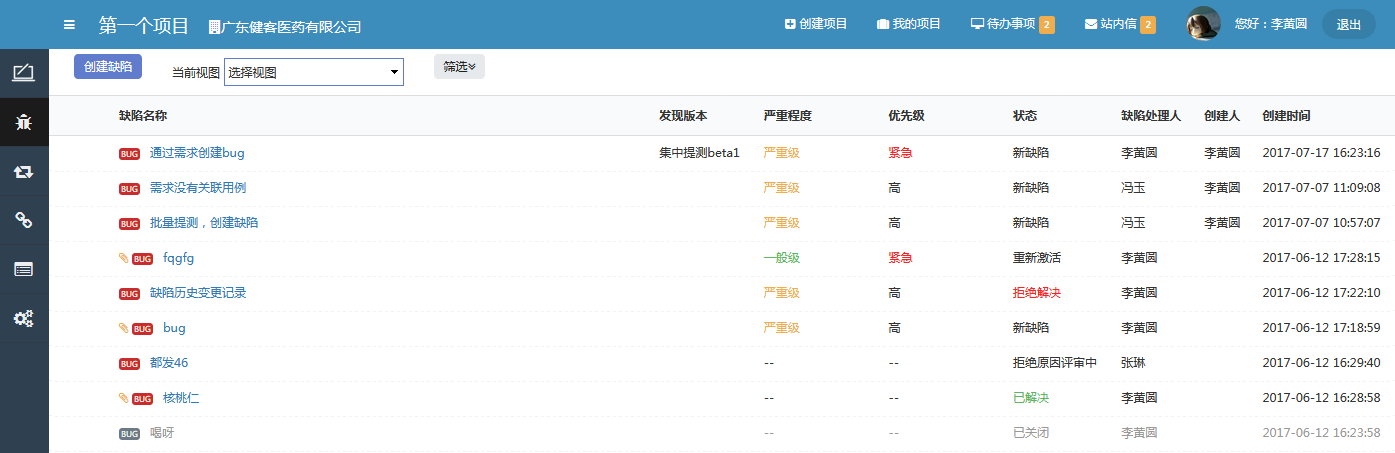 第一个项目 广东健客医药有限公司 创建项目 我的项目 待办事项 2 站内信 2 您好：李黄圆 退出
创建缺陷 当前视图 选择视图 筛选
缺陷名称 发现版本 严重程度 优先级 状态 缺陷处理人 创建人 创建时间
BUG 通过需求创建bug 集中提测beta1 严重级 紧急 新缺陷 李黄圆 李黄圆 2017-07-17 16:23:16
BUG 需求没有关联用例 严重级 高 新缺陷 冯玉 李黄圆 2017-07-07 11:09:08
BUG 批量提测，创建缺陷 严重级 高 新缺陷 冯玉 李黄圆 2017-07-07 10:57:07
BUG fqgfg 一般级 紧急 重新激活 李黄圆 2017-06-12 17:28:15
BUG 缺陷历史变更记录 严重级 高 拒绝解决 李黄圆 2017-06-12 17:22:10
BUG bug 严重级 高 新缺陷 李黄圆 2017-06-12 17:18:59
BUG 都发46 -- -- 拒绝原因评审中 张琳 2017-06-12 16:29:40
BUG 核桃仁 -- -- 已解决 李黄圆 2017-06-12 16:28:58
BUG 喝呀 -- -- 已关闭 李黄圆 2017-06-12 16:23:58